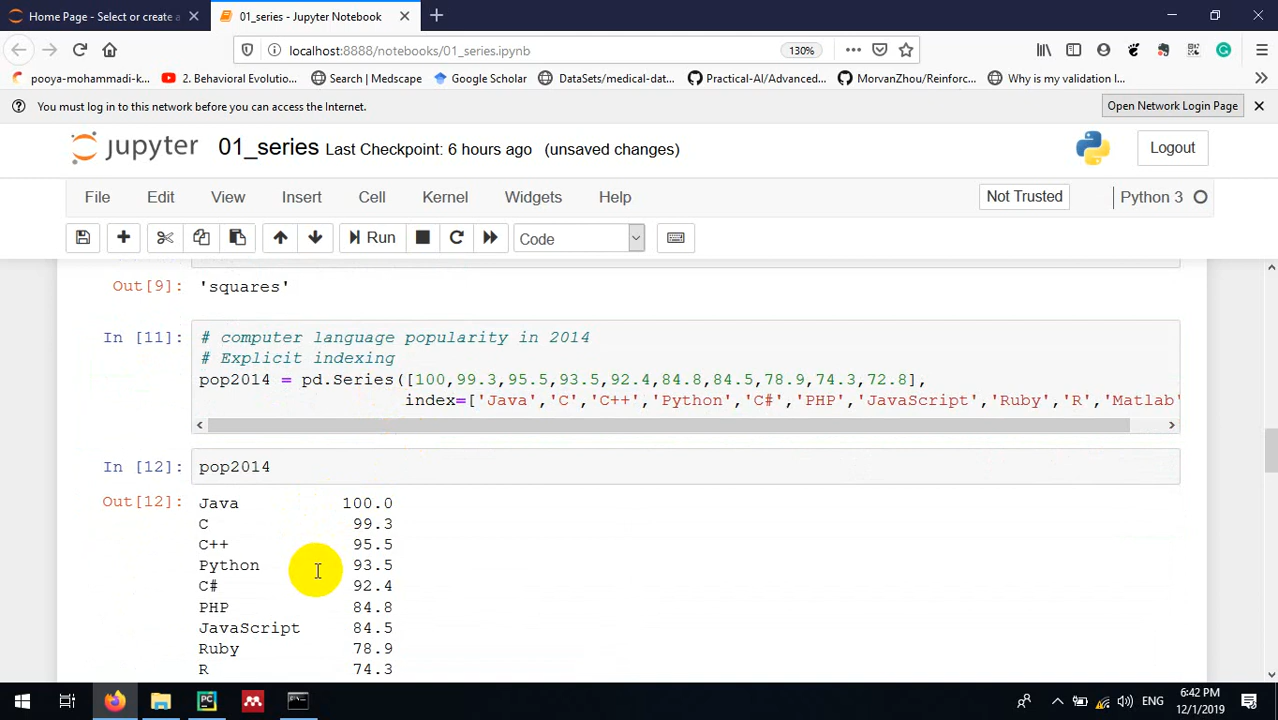 Home Page - Select or create a
01_series - Jupyter Notebook
localhost:8888/notebooks/01_series.ipynb
130%
pooya-mohammadi-k...
2. Behavioral Evolutio...
Search | Medscape
Google Scholar
DataSets/medical-dat...
Practical-AI/Advanced...
MorvanZhou/Reinforc...
Why is my validation l...
You must log in to this network before you can access the Internet.
Open Network Login Page
jupyter 01_series Last Checkpoint: 6 hours ago (unsaved changes)
Logout
File Edit View Insert Cell Kernel Widgets Help
Not Trusted
Python 3
Run
Code
Out[9]: 'squares'
In [11]: # computer language popularity in 2014
# Explicit indexing
pop2014 = pd.Series([100,99.3,95.5,93.5,92.4,84.8,84.5,78.9,74.3,72.8],
index=['Java','C','C++','Python','C#','PHP','JavaScript','Ruby','R','Matlab'
In [12]: pop2014
Out[12]: Java 100.0
C 99.3
C++ 95.5
Python 93.5
C# 92.4
PHP 84.8
JavaScript 84.5
Ruby 78.9
R 74.3
PC
ENG
6:42 PM
12/1/2019